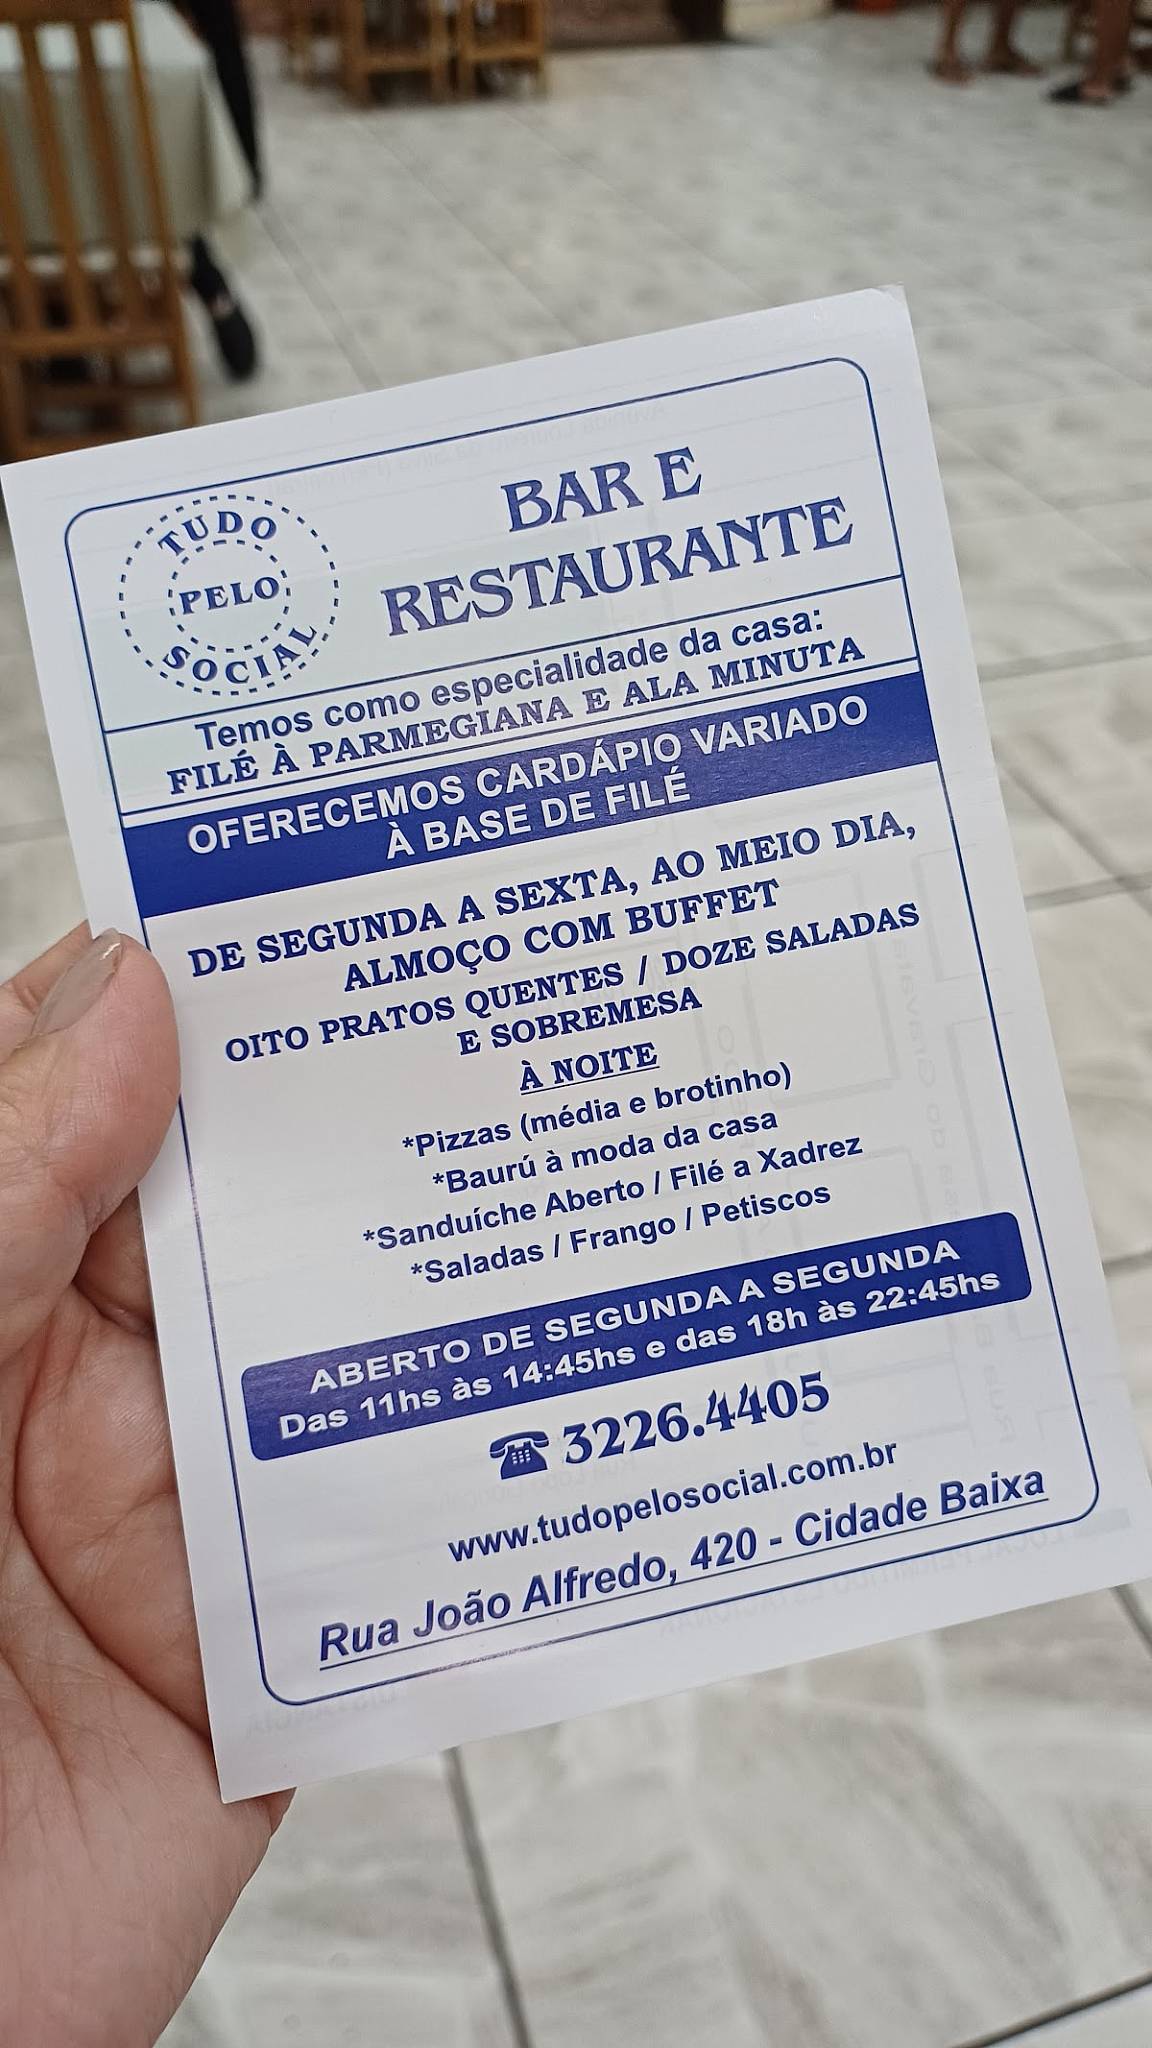 TUDO
PELO
SOCIAL
BAR E
RESTAURANTE
Temos como especialidade da casa:
FILÉ À PARMEGIANA E ALA MINUTA
OFERECEMOS CARDÁPIO VARIADO
À BASE DE FILÉ
DE SEGUNDA A SEXTA, AO MEIO DIA,
ALMOÇO COM BUFFET
OITO PRATOS QUENTES / DOZE SALADAS
E SOBREMESA
À NOITE
*Pizzas (média e brotinho)
*Baurú à moda da casa
*Sanduíche Aberto / Filé a Xadrez
*Saladas / Frango / Petiscos
ABERTO DE SEGUNDA A SEGUNDA
Das 11hs às 14:45hs e das 18h às 22:45hs
☎ 3226.4405
www.tudopelosocial.com.br
Rua João Alfredo, 420 - Cidade Baixa